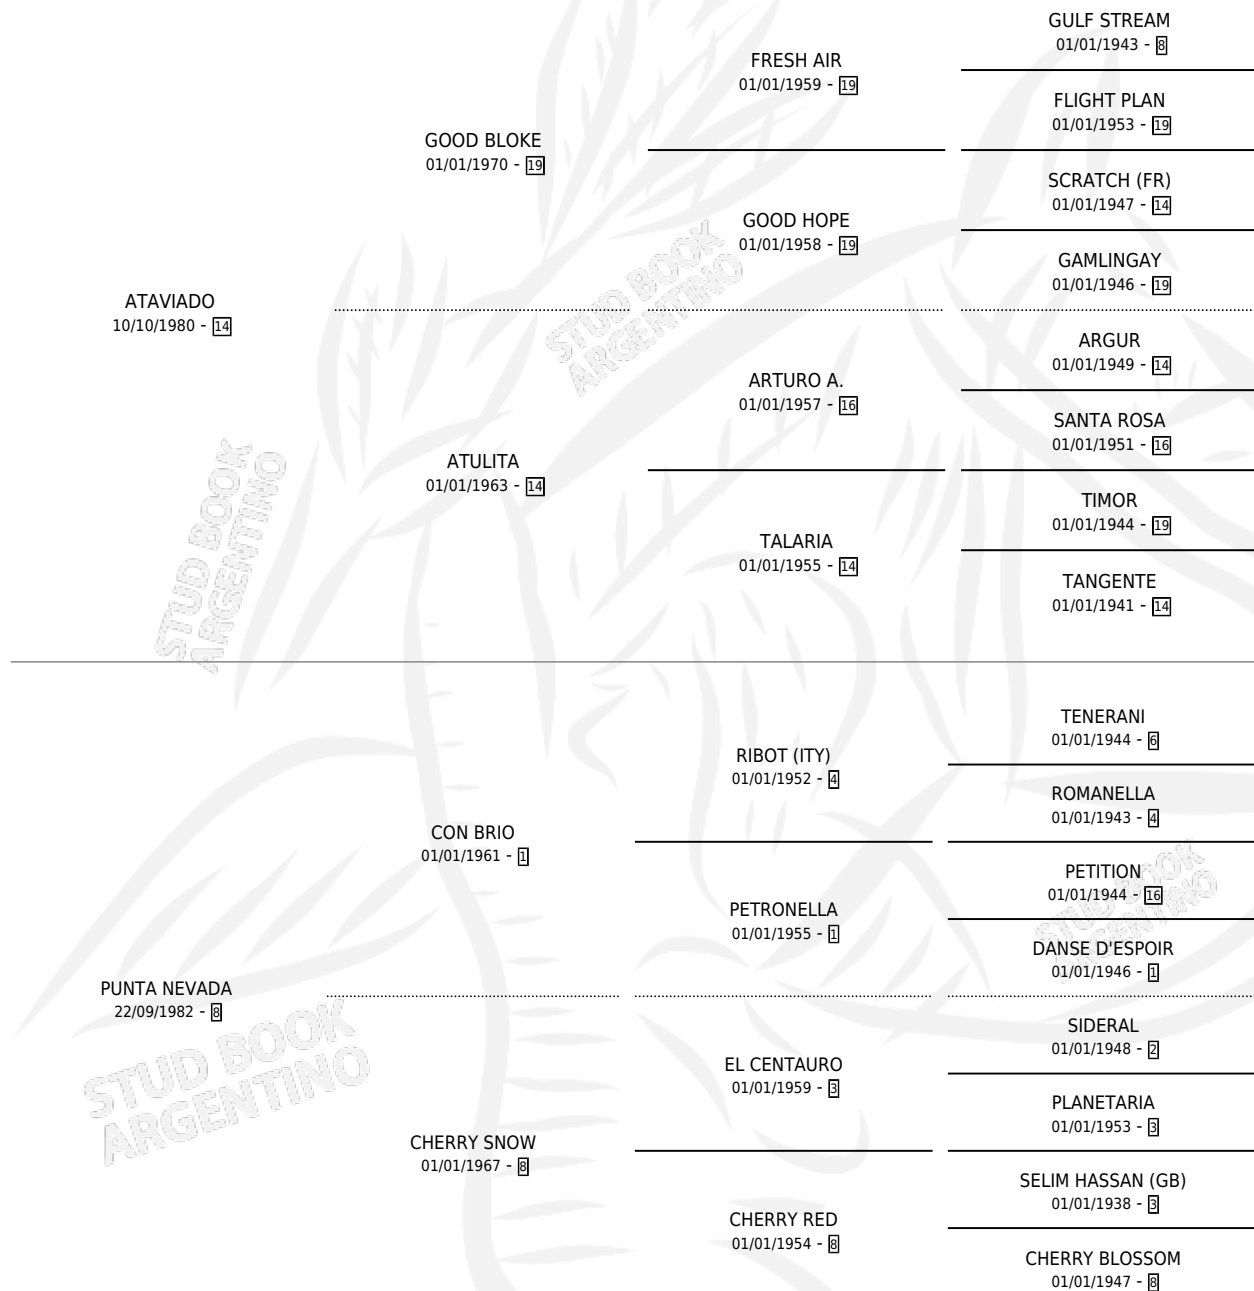 GULF STREAM
01/01/1943 - 8
FRESH AIR
01/01/1959 - 19
FLIGHT PLAN
01/01/1953 - 19
GOOD BLOKE
01/01/1970 - 19
SCRATCH (FR)
01/01/1947 - 14
GOOD HOPE
01/01/1958 - 19
GAMLINGAY
01/01/1946 - 19
ATAVIADO
10/10/1980 - 14
ARGUR
01/01/1949 - 14
ARTURO A.
01/01/1957 - 16
SANTA ROSA
01/01/1951 - 16
ATULITA
01/01/1963 - 14
TIMOR
01/01/1944 - 19
TALARIA
01/01/1955 - 14
TANGENTE
01/01/1941 - 14
TENERANI
01/01/1944 - 6
RIBOT (ITY)
01/01/1952 - 4
ROMANELLA
01/01/1943 - 4
CON BRIO
01/01/1961 - 1
PETITION
01/01/1944 - 16
PETRONELLA
01/01/1955 - 1
DANSE D'ESPOIR
01/01/1946 - 1
PUNTA NEVADA
22/09/1982 - 8
SIDERAL
01/01/1948 - 2
EL CENTAURO
01/01/1959 - 3
PLANETARIA
01/01/1953 - 3
CHERRY SNOW
01/01/1967 - 8
SELIM HASSAN (GB)
01/01/1938 - 3
CHERRY RED
01/01/1954 - 8
CHERRY BLOSSOM
01/01/1947 - 8
STUD BOOK
ARGENTINO
STUD BOOK
ARGENTINO
STUD BOOK
ARGENTINO
STUD BOOK
ARGENTINO